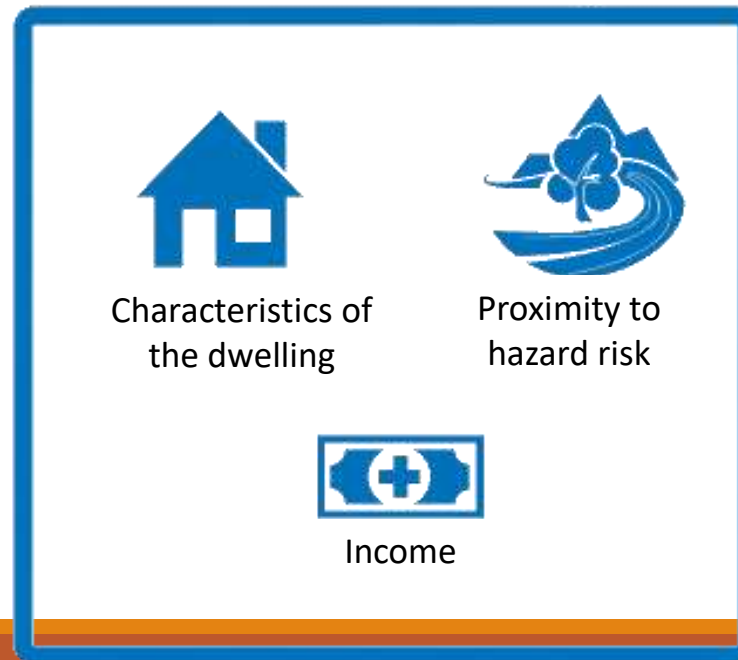 Characteristics of
the dwelling
Proximity to
hazard risk
Income